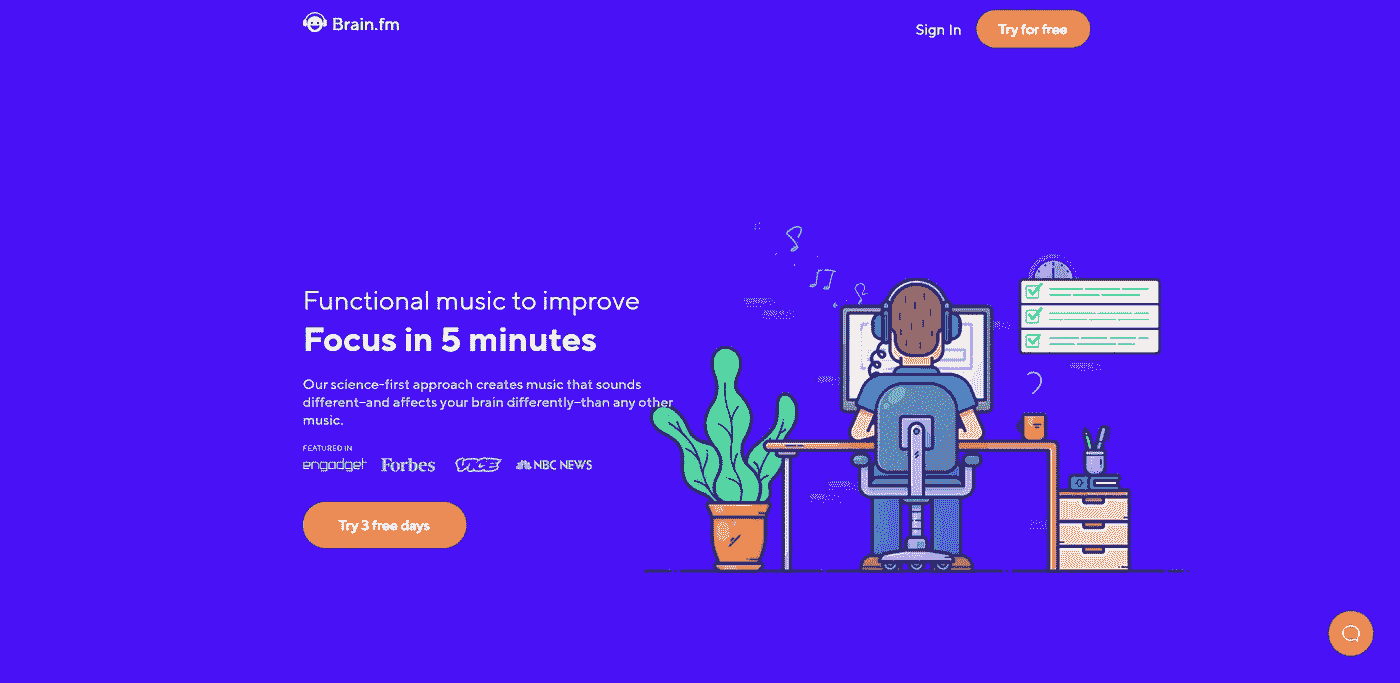 Brain.fm
Sign In
Try for free
Functional music to improve
Focus in 5 minutes
Our science-first approach creates music that sounds
different–and affects your brain differently–than any other
music.
FEATURED IN
engadget Forbes VICE NBC NEWS
Try 3 free days